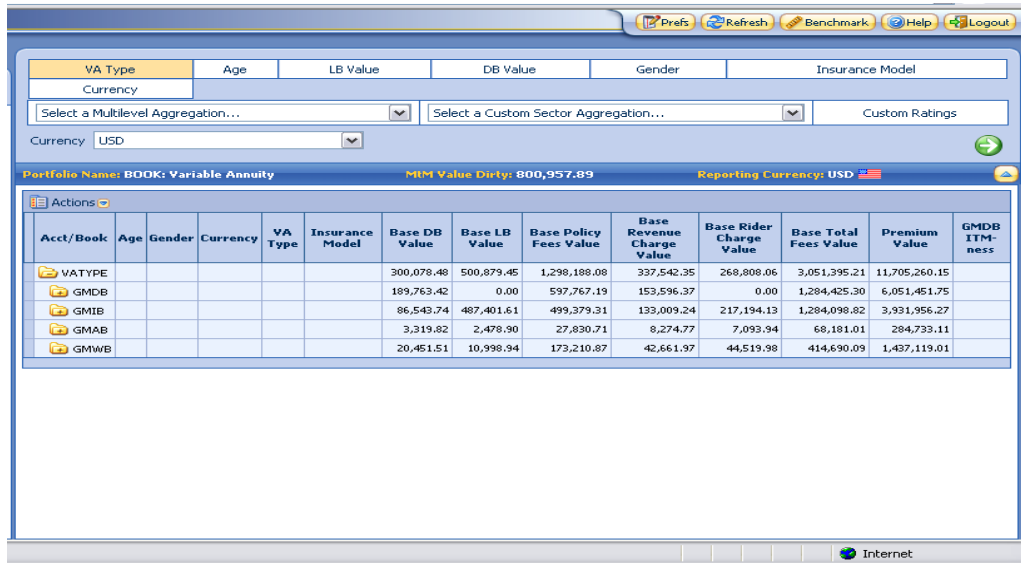 Prefs Refresh Benchmark Help Logout
VA Type Age LB Value DB Value Gender Insurance Model
Currency
Select a Multilevel Aggregation... Select a Custom Sector Aggregation... Custom Ratings
Currency USD
Portfolio Name: BOOK: Variable Annuity MtM Value Dirty: 800,957.89 Reporting Currency: USD
Actions
Acct/Book Age Gender Currency VA Type Insurance Model Base DB Value Base LB Value Base Policy Fees Value Base Revenue Charge Value Base Rider Charge Value Base Total Fees Value Premium Value GMDB ITM-ness
VATYPE 300,078.48 500,879.45 1,298,188.08 337,542.35 268,808.06 3,051,395.21 11,705,260.15
GMDB 189,763.42 0.00 597,767.19 153,596.37 0.00 1,284,425.30 6,051,451.75
GMIB 86,543.74 487,401.61 499,379.31 133,009.24 217,194.13 1,284,098.82 3,931,956.27
GMAB 3,319.82 2,478.90 27,830.71 8,274.77 7,093.94 68,181.01 284,733.11
GMWB 20,451.51 10,998.94 173,210.87 42,661.97 44,519.98 414,690.09 1,437,119.01
Internet